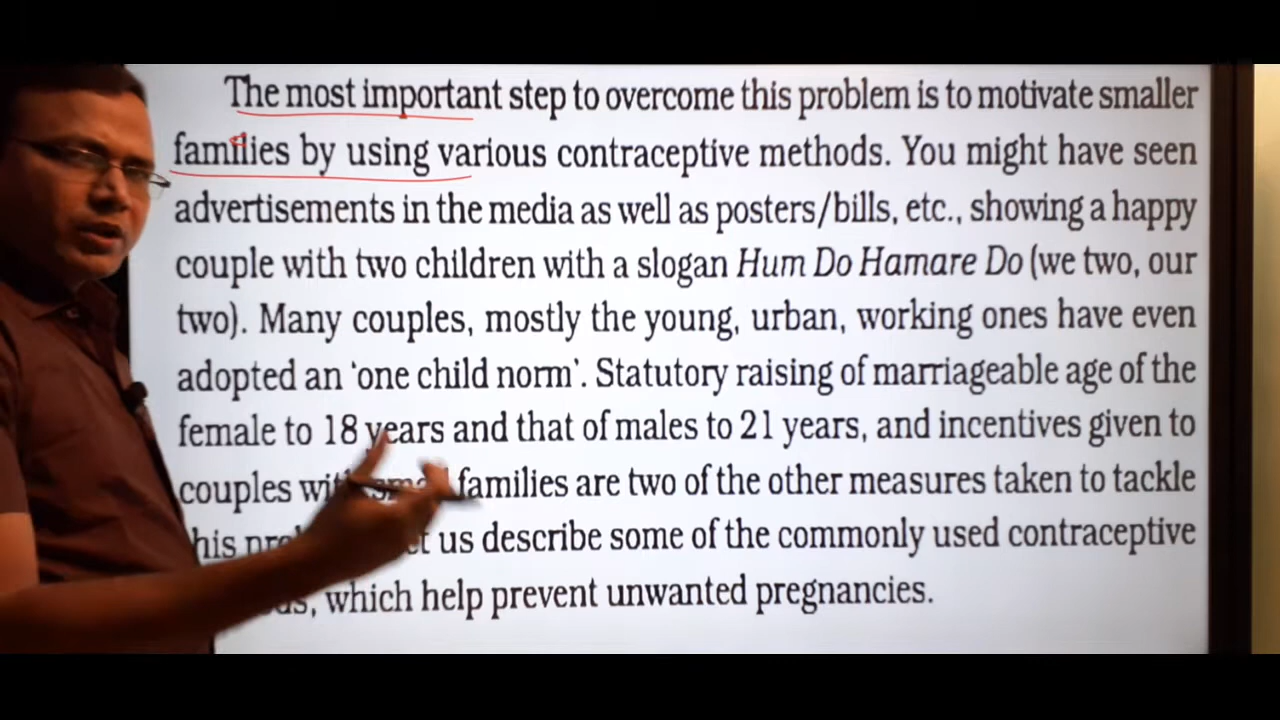 The most important step to overcome this problem is to motivate smaller
families by using various contraceptive methods. You might have seen
advertisements in the media as well as posters/bills, etc., showing a happy
couple with two children with a slogan Hum Do Hamare Do (we two, our
two). Many couples, mostly the young, urban, working ones have even
adopted an ‘one child norm’. Statutory raising of marriageable age of the
female to 18 years and that of males to 21 years, and incentives given to
couples families are two of the other measures taken to tackle
us describe some of the commonly used contraceptive
which help prevent unwanted pregnancies.